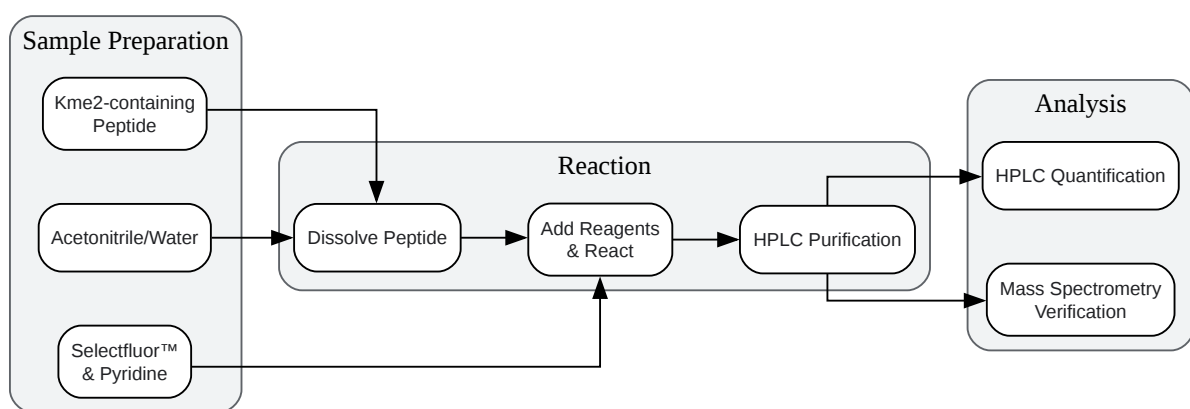 Sample Preparation
Kme2-containing
Peptide
Acetonitrile/Water
Selectfluor™
& Pyridine
Reaction
Dissolve Peptide
Add Reagents
& React
HPLC Purification
Analysis
HPLC Quantification
Mass Spectrometry
Verification